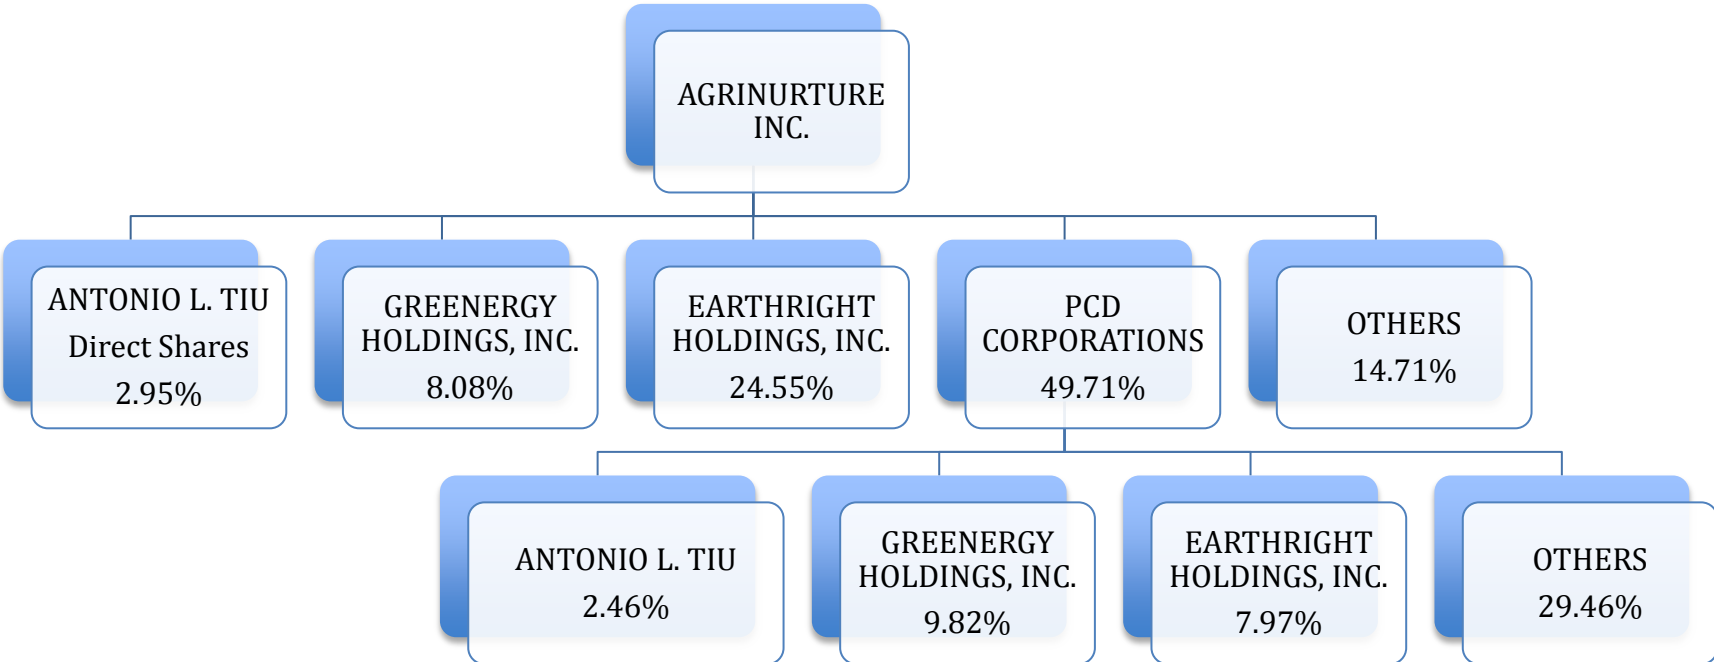 AGRINURTURE
INC.
ANTONIO L. TIU
Direct Shares
2.95%
GREENERGY
HOLDINGS, INC.
8.08%
EARTHRIGHT
HOLDINGS, INC.
24.55%
PCD
CORPORATIONS
49.71%
OTHERS
14.71%
ANTONIO L. TIU
2.46%
GREENERGY
HOLDINGS, INC.
9.82%
EARTHRIGHT
HOLDINGS, INC.
7.97%
OTHERS
29.46%